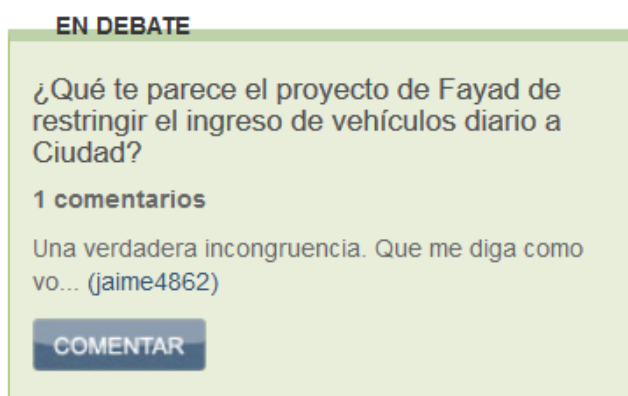 EN DEBATE
¿Qué te parece el proyecto de Fayad de
restringir el ingreso de vehículos diario a
Ciudad?
1 comentarios
Una verdadera incongruencia. Que me diga como
vo... (jaime4862)
COMENTAR